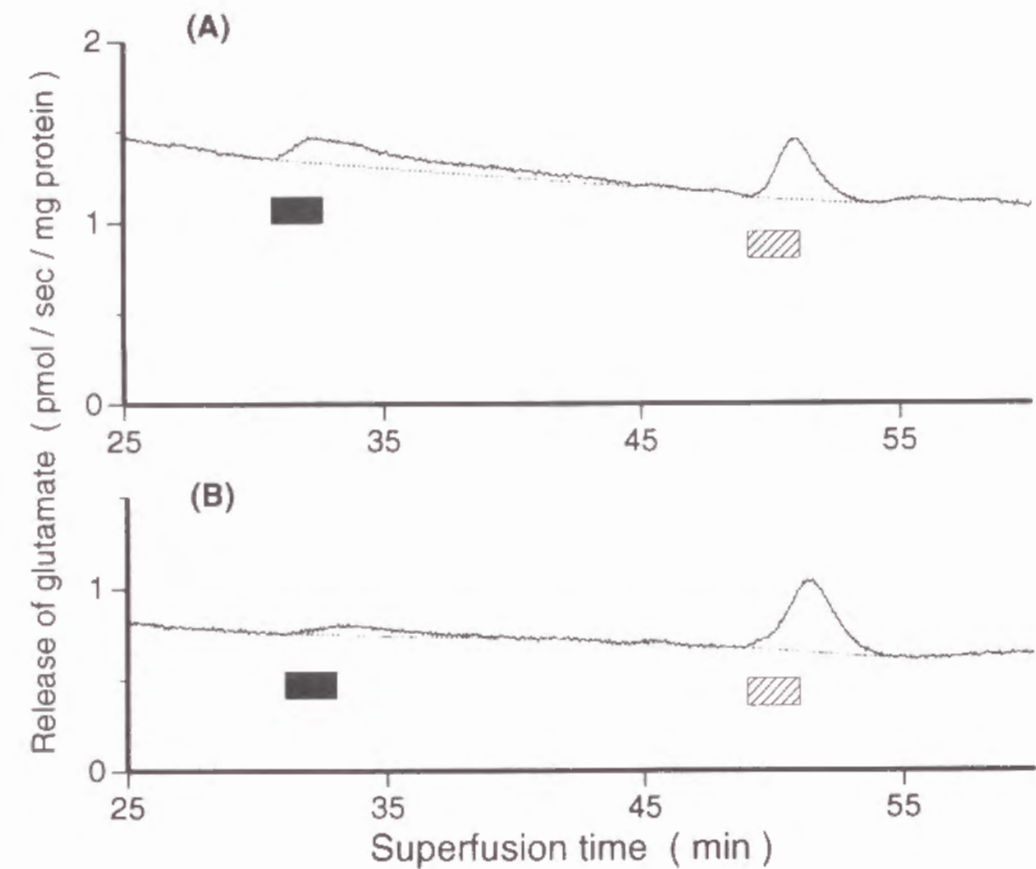 (A)
2
1
0
25 35 45 55
(B)
1
0
25 35 45 55
Superfusion time ( min )
Release of glutamate ( pmol / sec / mg protein )